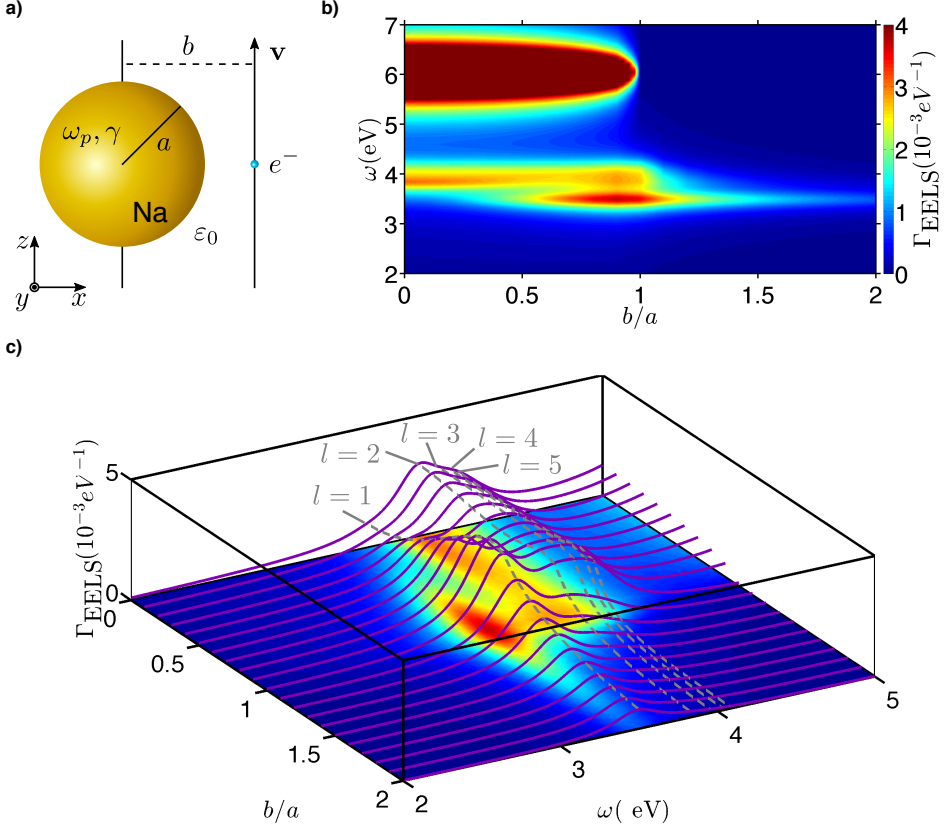 a)
b
v
ωₚ, γ
a
e⁻
Na
ε₀
z
y
x
b)
7
6
5
4
3
2
ω(eV)
0
0.5
1
1.5
2
b/a
4
3
2
1
0
Γ_EELS(10⁻³eV⁻¹)
c)
l = 1
l = 2
l = 3
l = 4
l = 5
5
0
Γ_EELS(10⁻³eV⁻¹)
0
0.5
1
1.5
2
b/a
2
3
4
5
ω( eV)